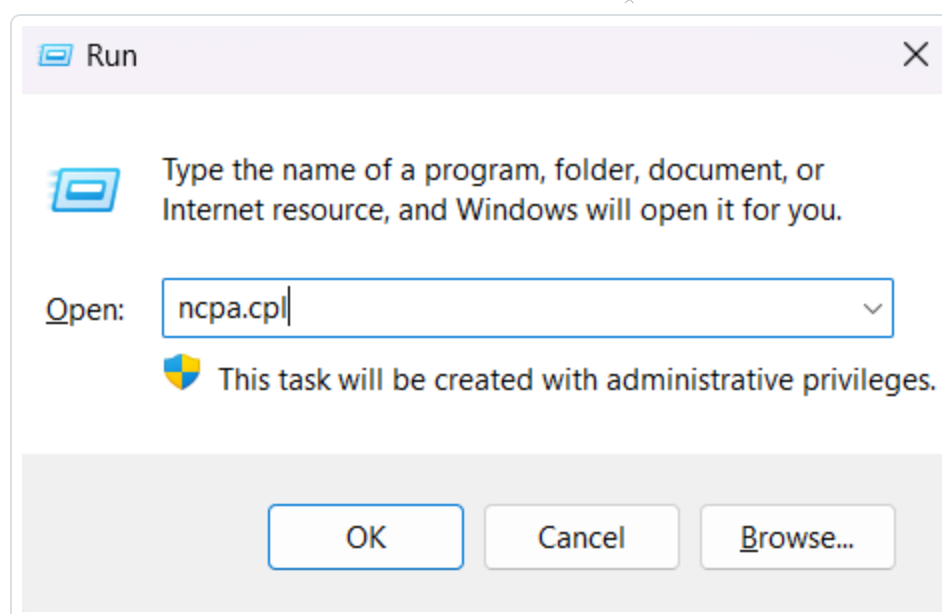 Run
Type the name of a program, folder, document, or
Internet resource, and Windows will open it for you.
Open: ncpa.cpl
This task will be created with administrative privileges.
OK Cancel Browse...